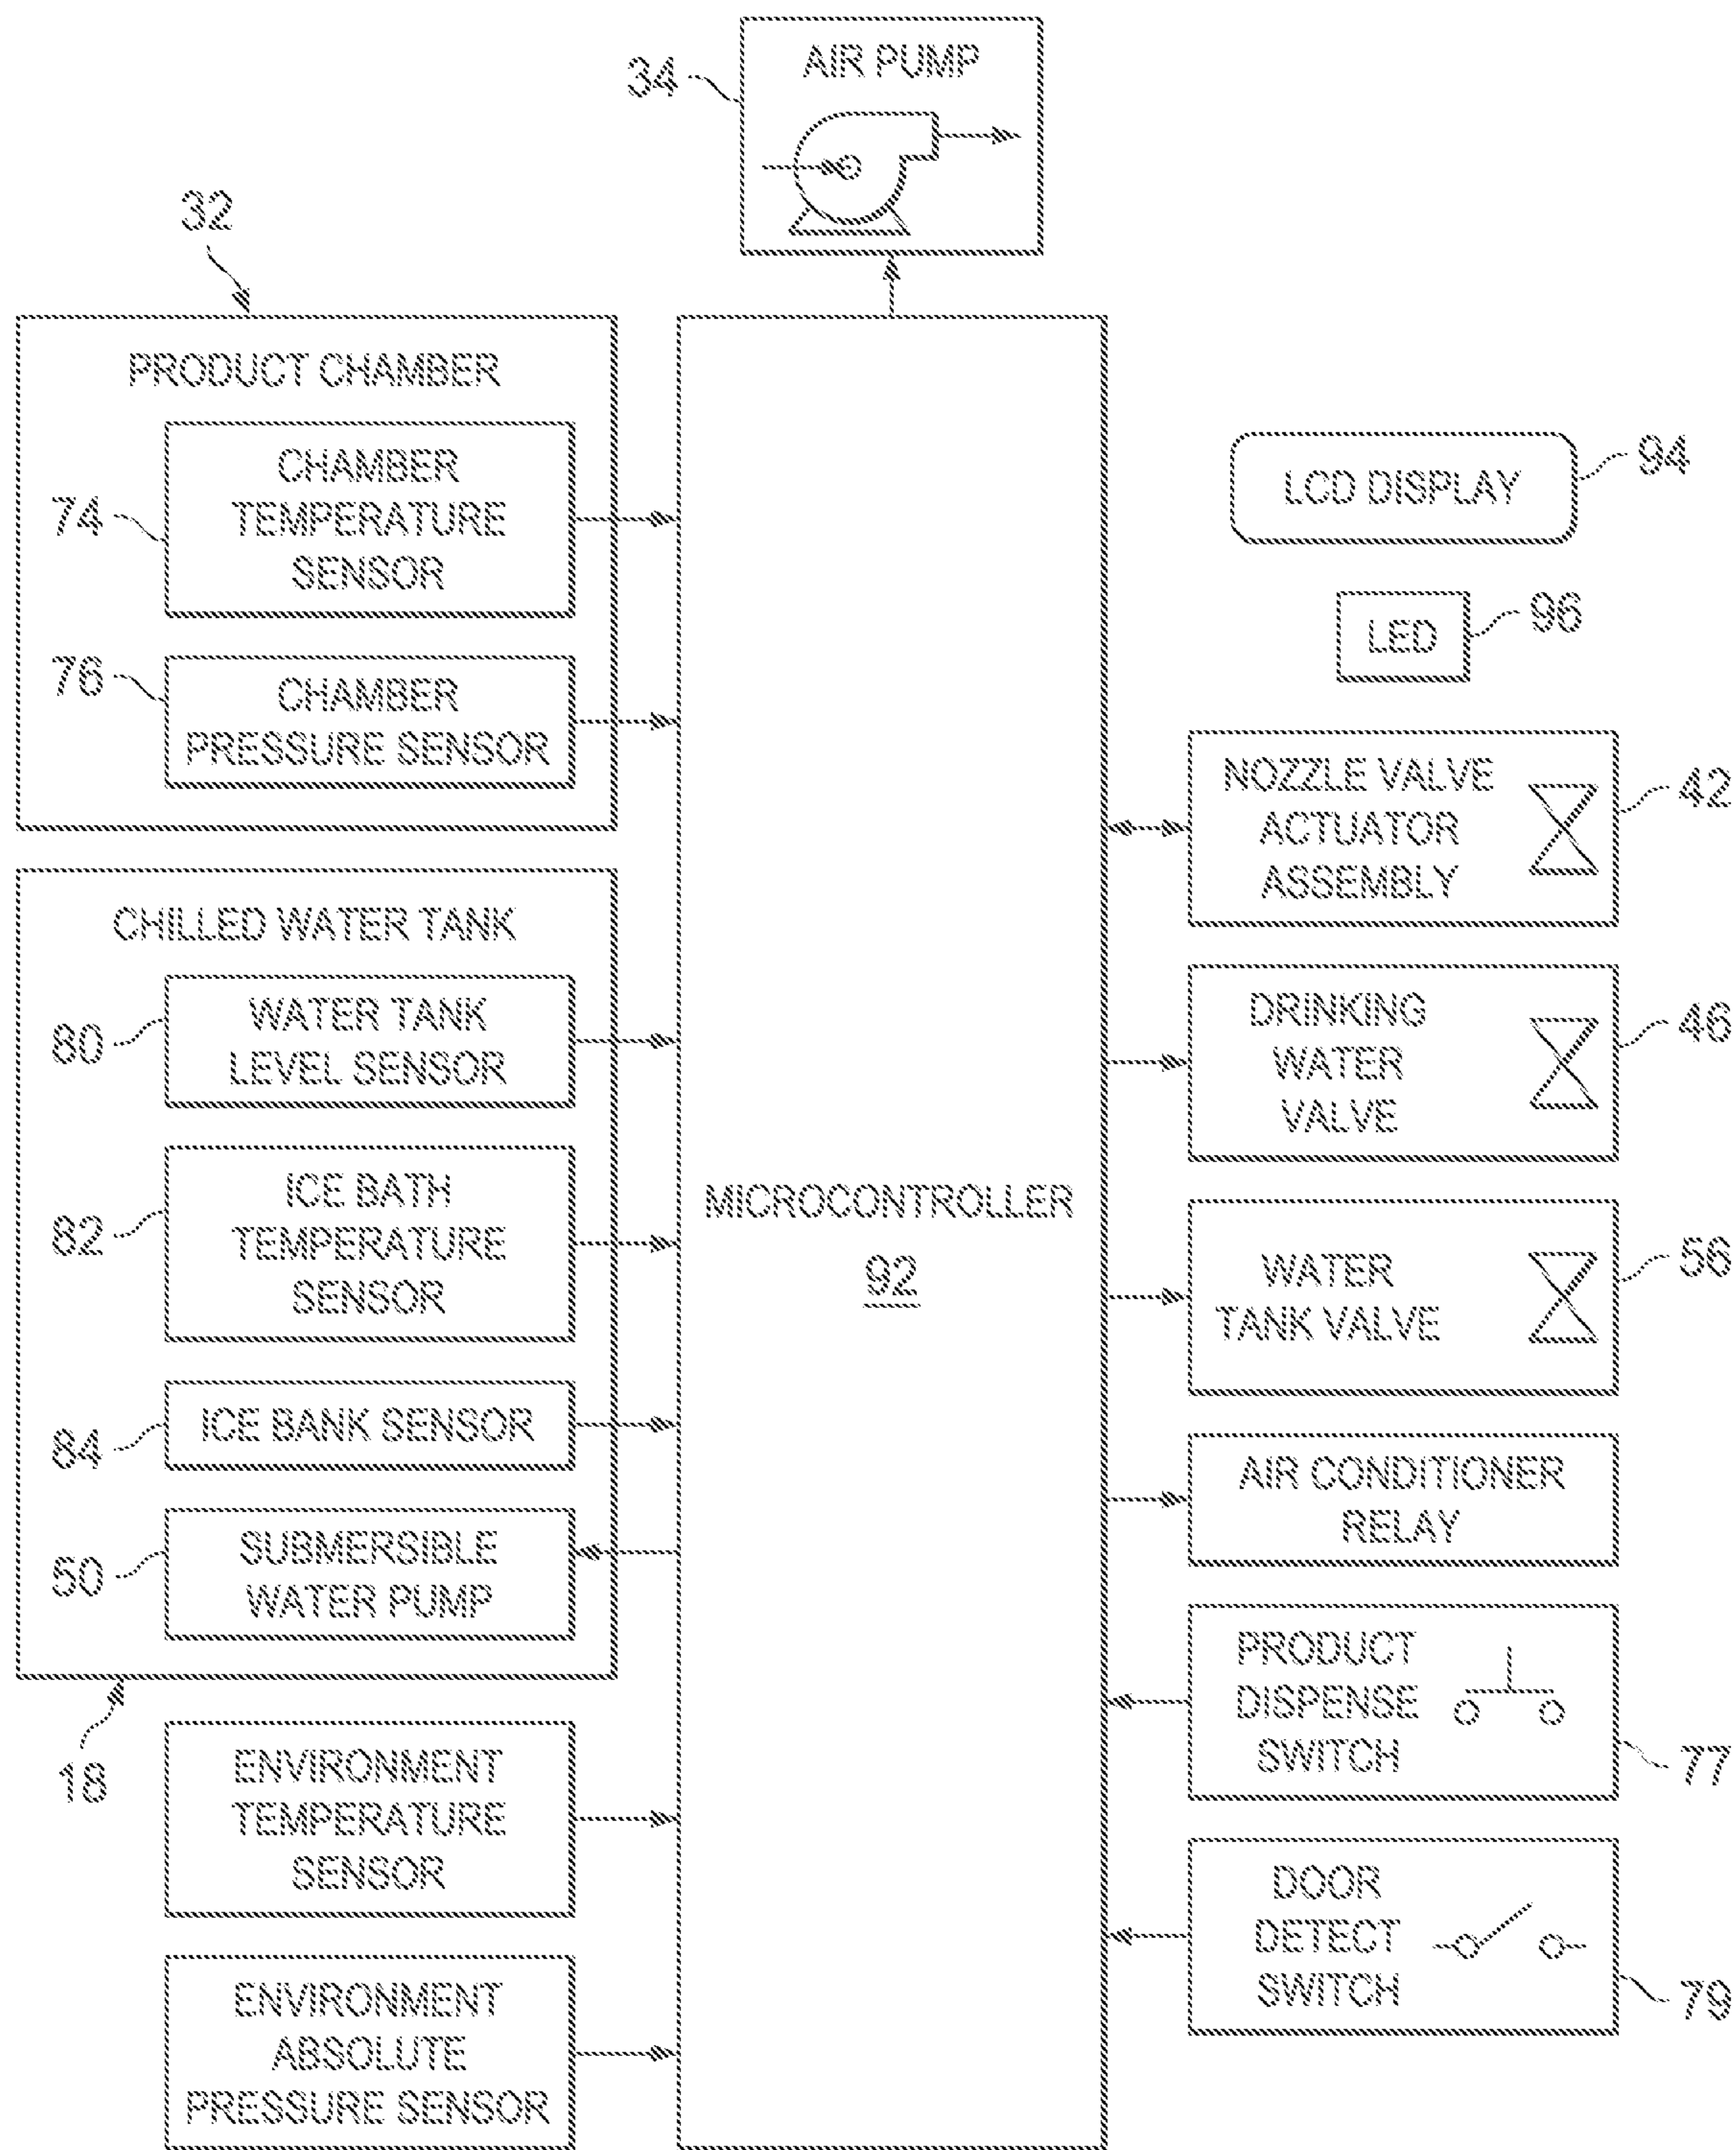 AIR PUMP
34
32
PRODUCT CHAMBER
CHAMBER
TEMPERATURE
SENSOR
74
CHAMBER
PRESSURE SENSOR
76
CHILLED WATER TANK
WATER TANK
LEVEL SENSOR
80
ICE BATH
TEMPERATURE
SENSOR
82
ICE BANK SENSOR
84
SUBMERSIBLE
WATER PUMP
50
18
ENVIRONMENT
TEMPERATURE
SENSOR
ENVIRONMENT
ABSOLUTE
PRESSURE SENSOR
MICROCONTROLLER
92
LCD DISPLAY
94
LED
96
NOZZLE VALVE
ACTUATOR
ASSEMBLY
42
DRINKING
WATER
VALVE
46
WATER
TANK VALVE
56
AIR CONDITIONER
RELAY
PRODUCT
DISPENSE
SWITCH
77
DOOR
DETECT
SWITCH
79